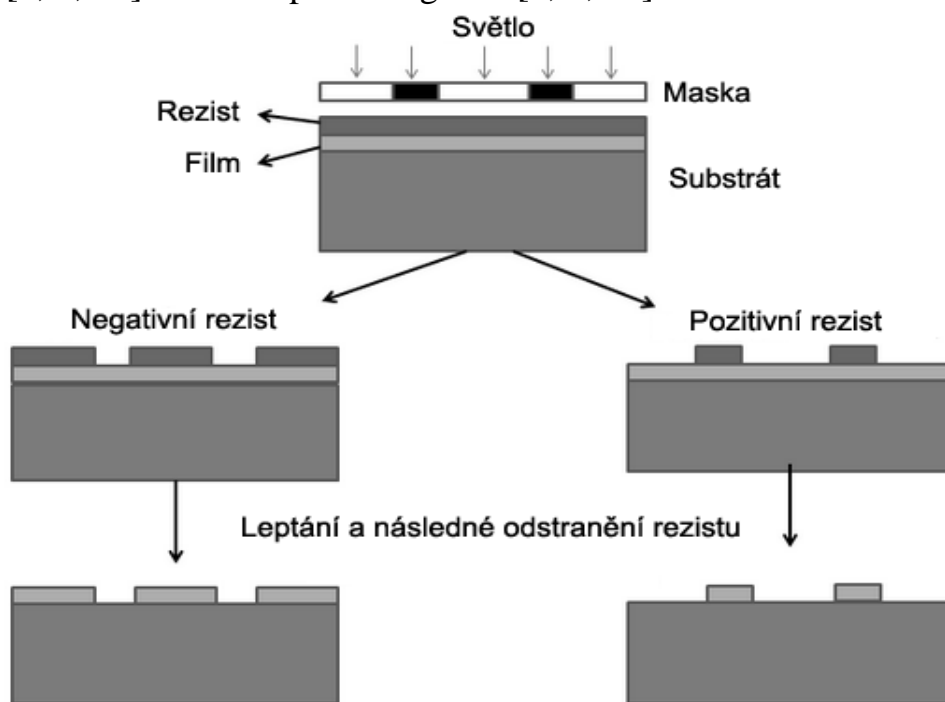 Světlo
Maska
Rezist
Film
Substrát
Negativní rezist
Pozitivní rezist
Leptání a následné odstranění rezistu